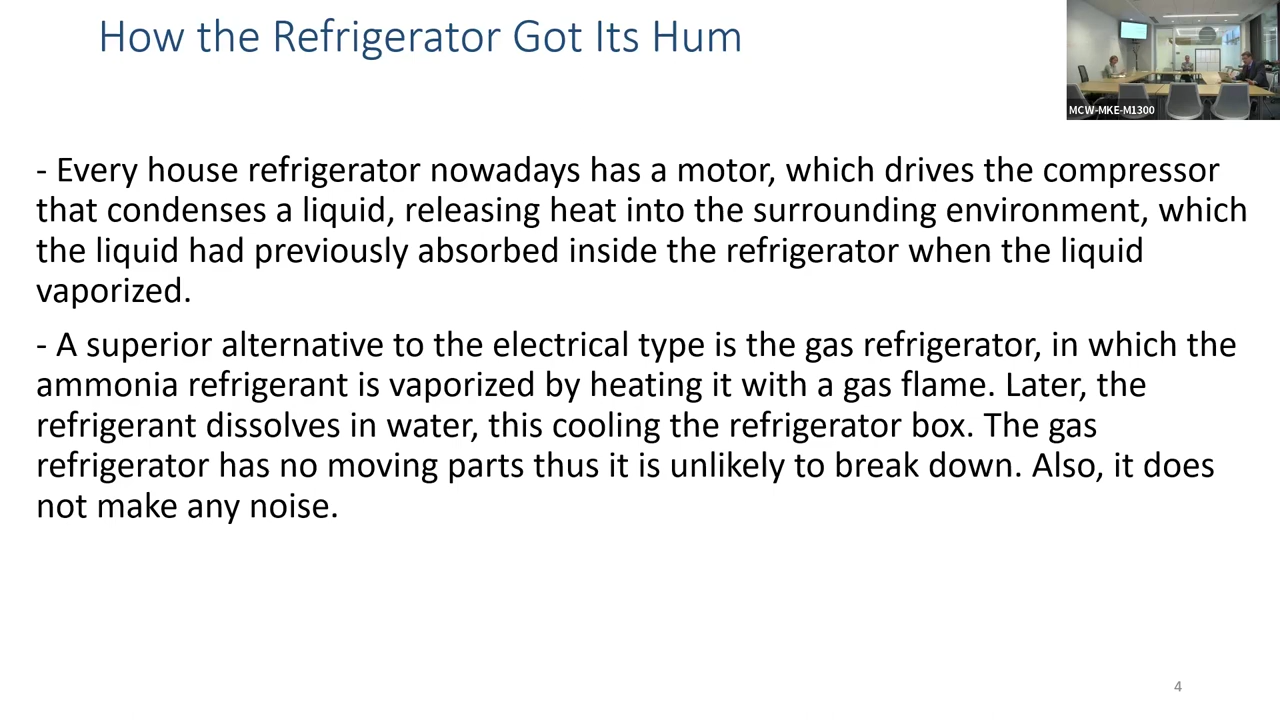 How the Refrigerator Got Its Hum
MCW-MKE-M1300
- Every house refrigerator nowadays has a motor, which drives the compressor
that condenses a liquid, releasing heat into the surrounding environment, which
the liquid had previously absorbed inside the refrigerator when the liquid
vaporized.
- A superior alternative to the electrical type is the gas refrigerator, in which the
ammonia refrigerant is vaporized by heating it with a gas flame. Later, the
refrigerant dissolves in water, this cooling the refrigerator box. The gas
refrigerator has no moving parts thus it is unlikely to break down. Also, it does
not make any noise.
4